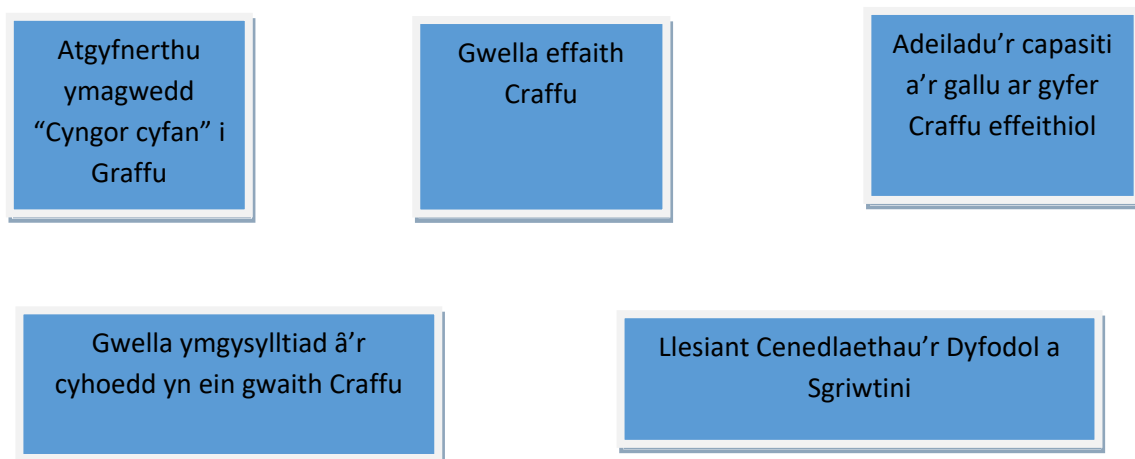 Atgyfnerthu
ymagwedd
“Cyngor cyfan” i
Graffu
Gwella effaith
Craffu
Adeiladu’r capasiti
a’r gallu ar gyfer
Craffu effeithiol
Gwella ymgysylltiad â’r
cyhoedd yn ein gwaith Craffu
Llesiant Cenedlaethau’r Dyfodol a
Sgriwtini